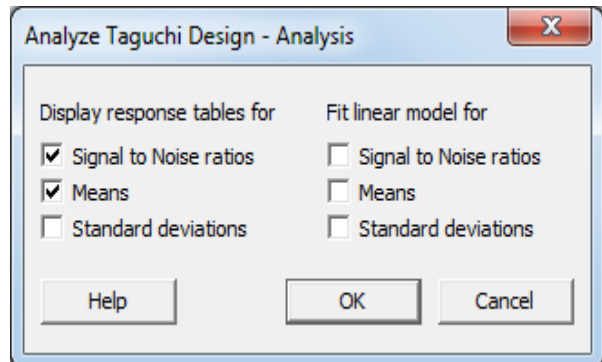 Analyze Taguchi Design - Analysis
Display response tables for
Signal to Noise ratios
Means
Standard deviations
Fit linear model for
Signal to Noise ratios
Means
Standard deviations
Help
OK
Cancel